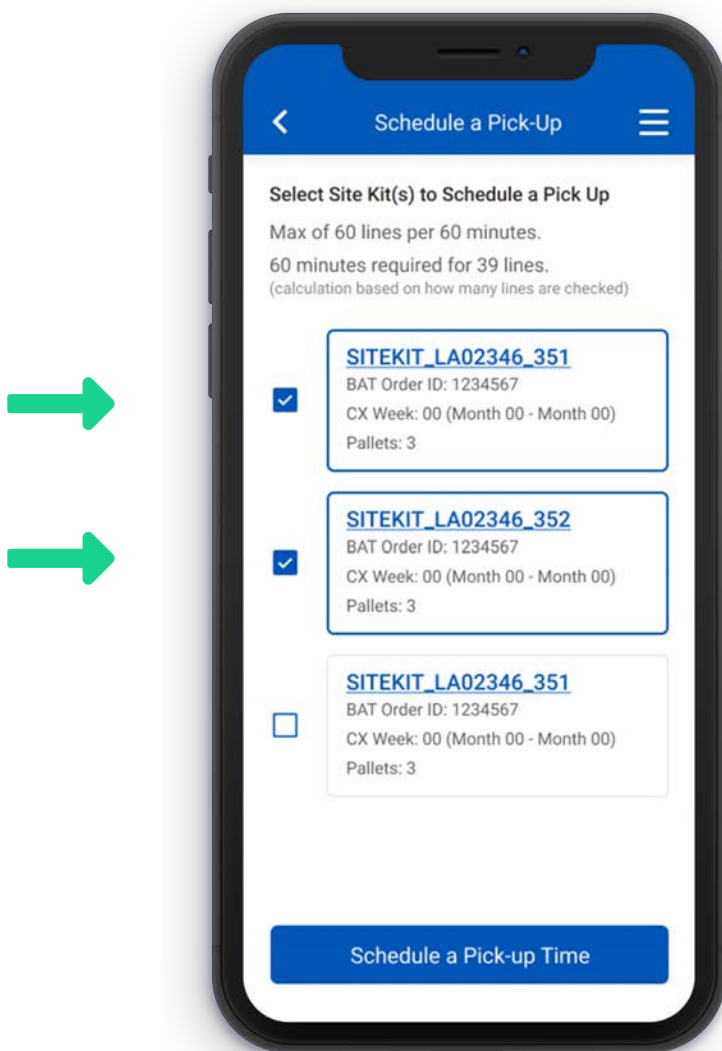 Schedule a Pick-Up
Select Site Kit(s) to Schedule a Pick Up
Max of 60 lines per 60 minutes.
60 minutes required for 39 lines.
(calculation based on how many lines are checked)
SITEKIT_LA02346_351
BAT Order ID: 1234567
CX Week: 00 (Month 00 - Month 00)
Pallets: 3
SITEKIT_LA02346_352
BAT Order ID: 1234567
CX Week: 00 (Month 00 - Month 00)
Pallets: 3
SITEKIT_LA02346_351
BAT Order ID: 1234567
CX Week: 00 (Month 00 - Month 00)
Pallets: 3
Schedule a Pick-up Time